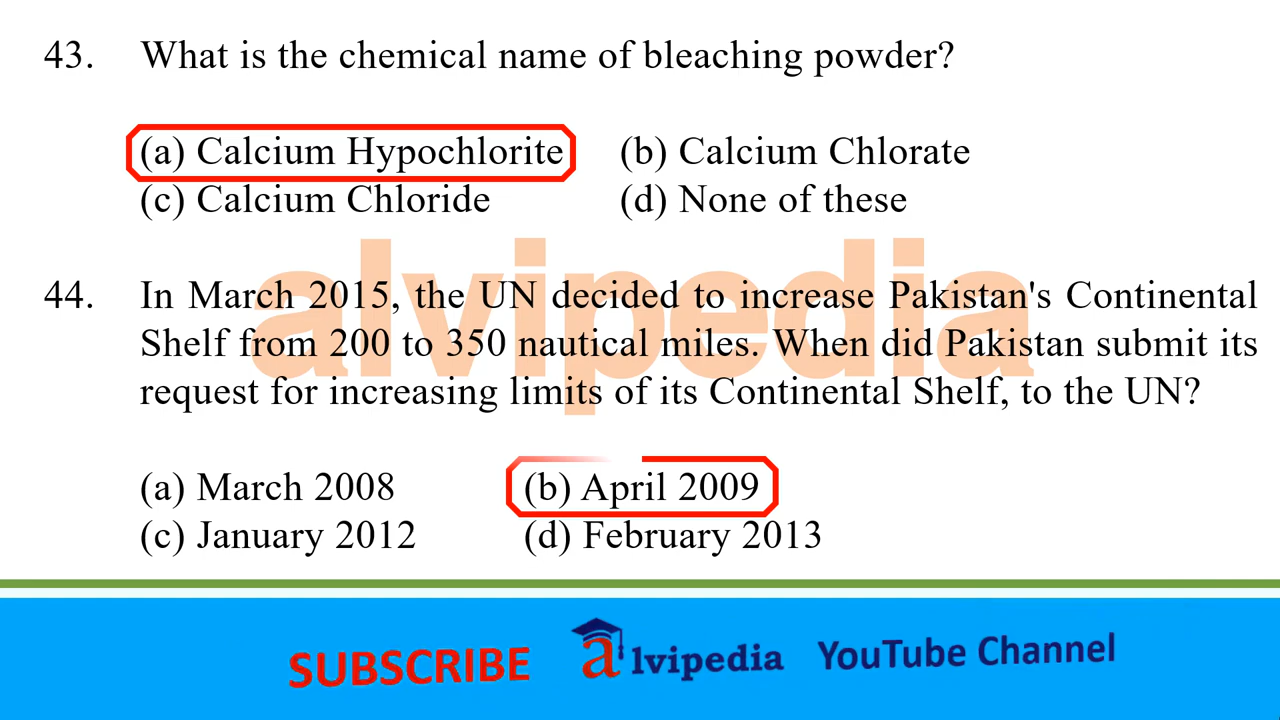 43. What is the chemical name of bleaching powder?
(a) Calcium Hypochlorite (b) Calcium Chlorate
(c) Calcium Chloride (d) None of these
alvipedia
44. In March 2015, the UN decided to increase Pakistan's Continental
Shelf from 200 to 350 nautical miles. When did Pakistan submit its
request for increasing limits of its Continental Shelf, to the UN?
(a) March 2008 (b) April 2009
(c) January 2012 (d) February 2013
SUBSCRIBE alvipedia YouTube Channel